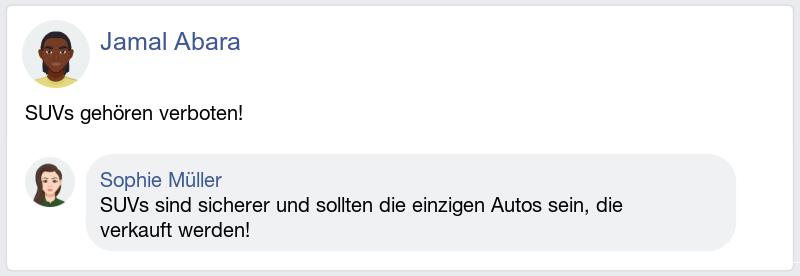 Jamal Abara
SUVs gehören verboten!
Sophie Müller
SUVs sind sicherer und sollten die einzigen Autos sein, die
verkauft werden!